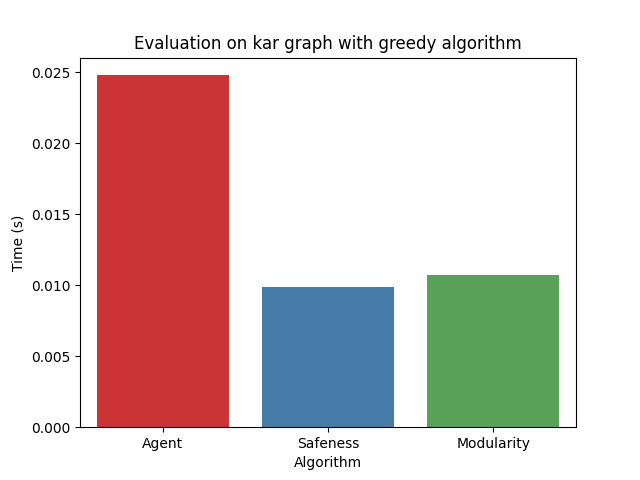 Evaluation on kar graph with greedy algorithm
0.025
0.020
0.015
0.010
0.005
0.000
Time (s)
Agent Safeness Modularity
Algorithm